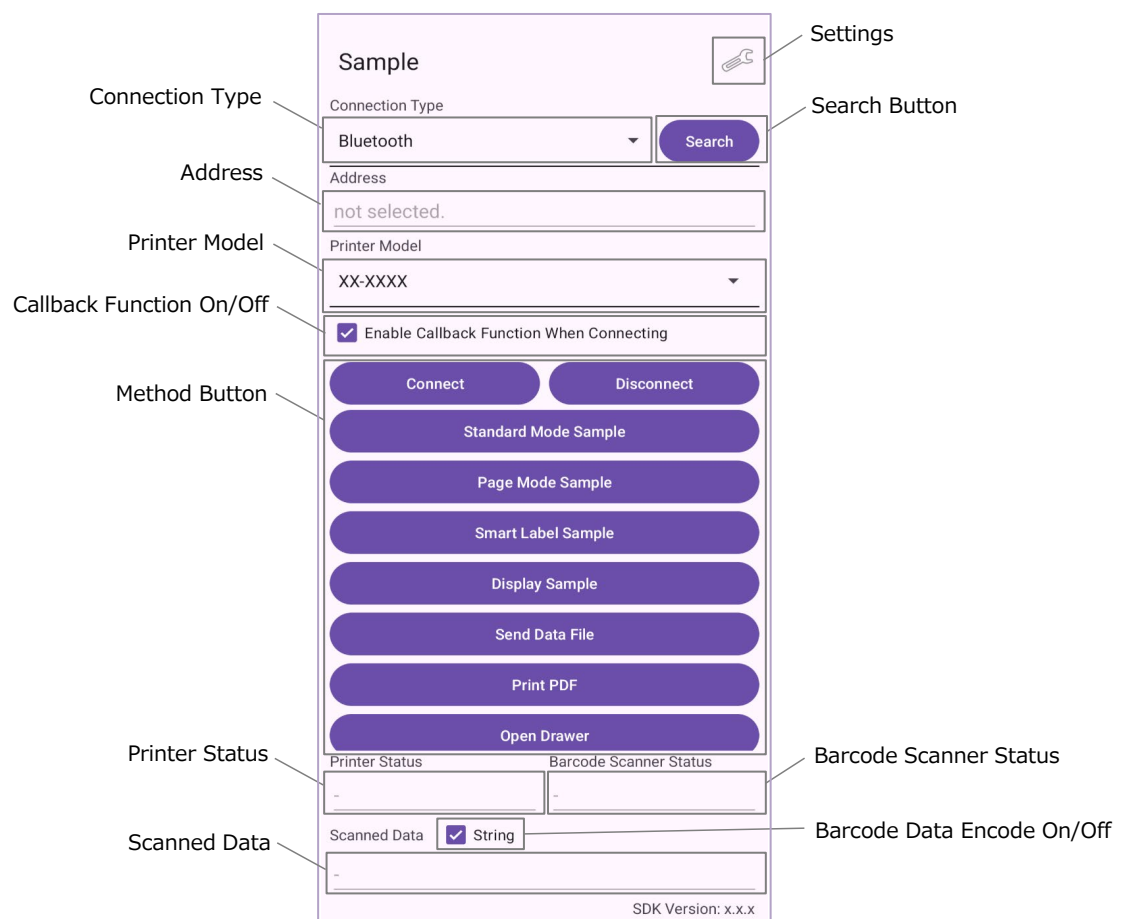 Settings
Sample
Connection Type
Connection Type
Search Button
Bluetooth
Search
Address
Address
not selected.
Printer Model
Printer Model
XX-XXXX
Callback Function On/Off
Enable Callback Function When Connecting
Method Button
Connect
Disconnect
Standard Mode Sample
Page Mode Sample
Smart Label Sample
Display Sample
Send Data File
Print PDF
Open Drawer
Printer Status
Printer Status
Barcode Scanner Status
Barcode Scanner Status
-
-
Scanned Data
Scanned Data
String
Barcode Data Encode On/Off
-
SDK Version: x.x.x